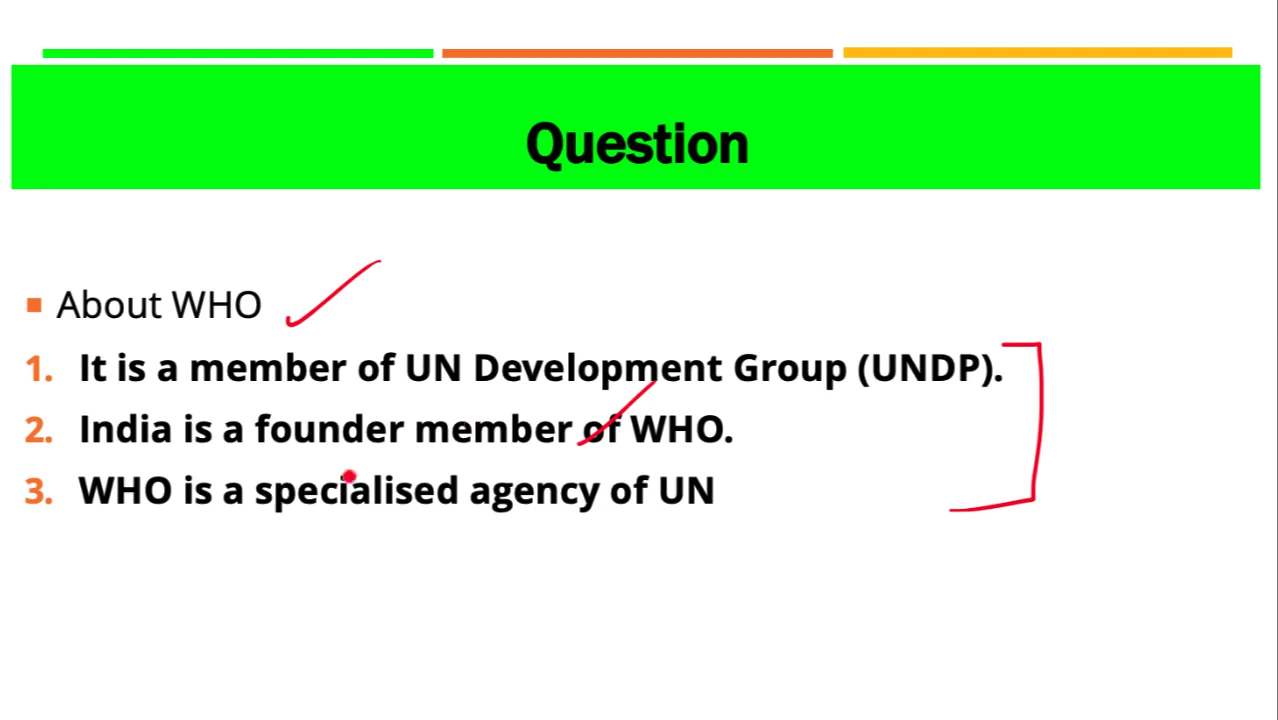 Question
About WHO
1. It is a member of UN Development Group (UNDP).
2. India is a founder member of WHO.
3. WHO is a specialised agency of UN